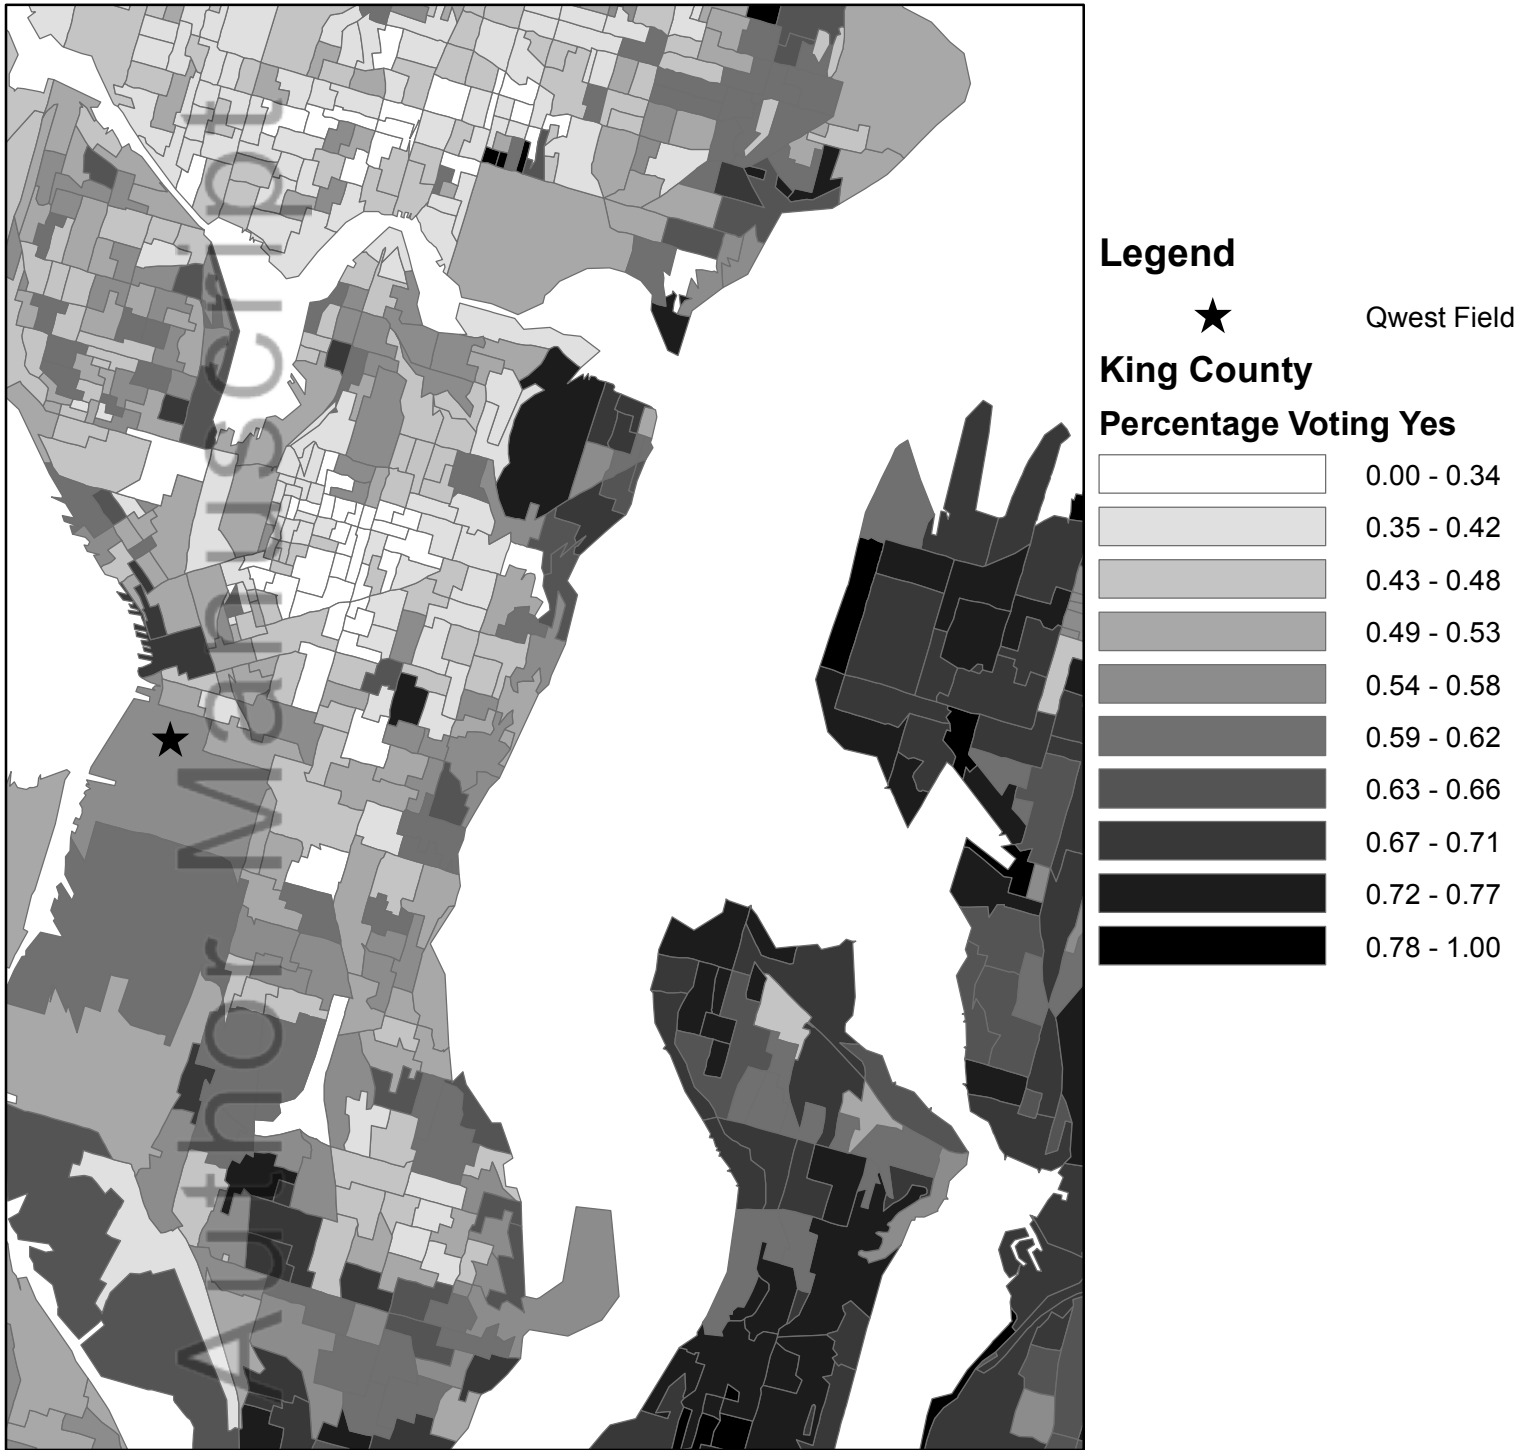 Author Manuscript
Legend
Qwest Field
King County
Percentage Voting Yes
0.00 - 0.34
0.35 - 0.42
0.43 - 0.48
0.49 - 0.53
0.54 - 0.58
0.59 - 0.62
0.63 - 0.66
0.67 - 0.71
0.72 - 0.77
0.78 - 1.00